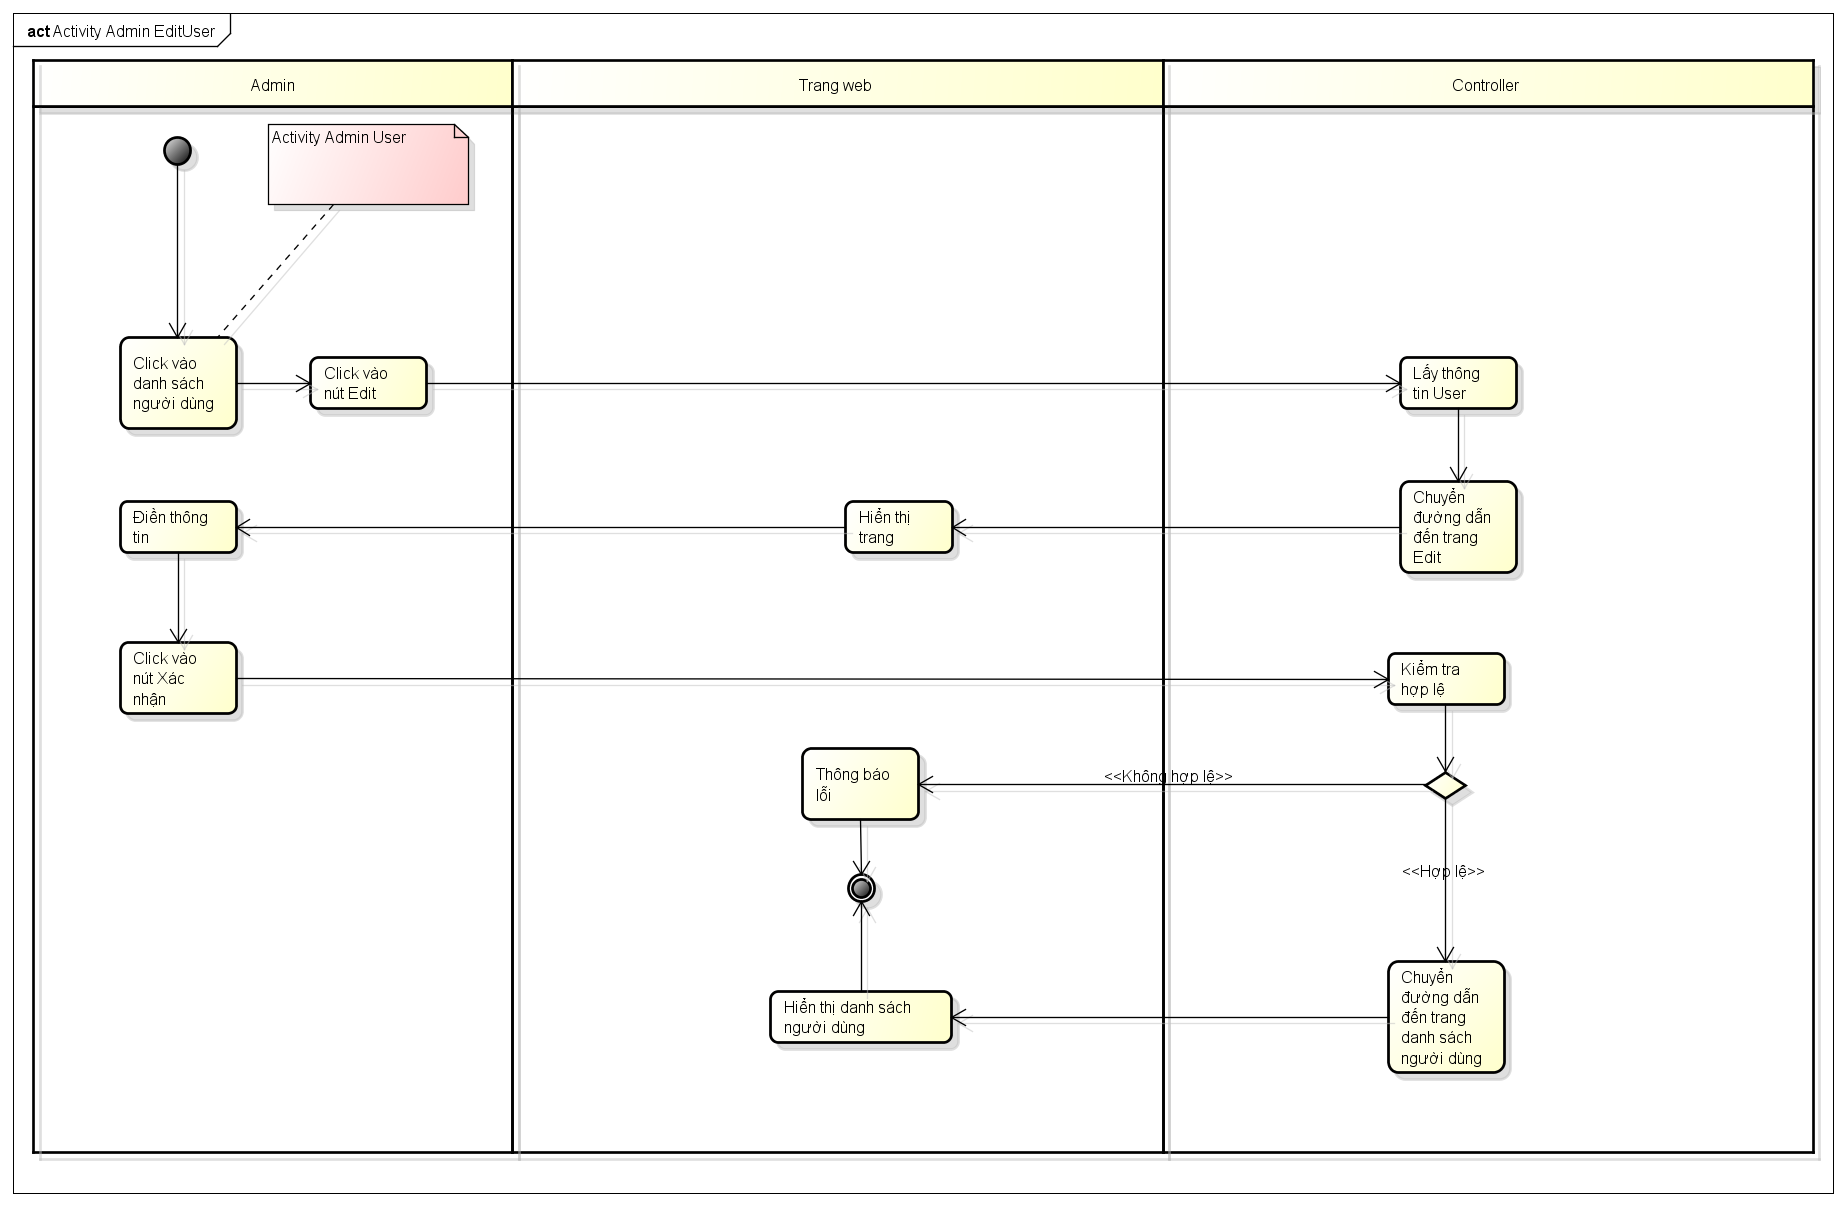 act Activity Admin EditUser
Admin
Trang web
Controller
Activity Admin User
Click vào
danh sách
người dùng
Click vào
nút Edit
Lấy thông
tin User
Điền thông
tin
Hiển thị
trang
Chuyển
đường dẫn
đến trang
Edit
Click vào
nút Xác
nhận
Kiểm tra
hợp lệ
Thông báo
lỗi
<<Không hợp lệ>>
<<Hợp lệ>>
Hiển thị danh sách
người dùng
Chuyển
đường dẫn
đến trang
danh sách
người dùng